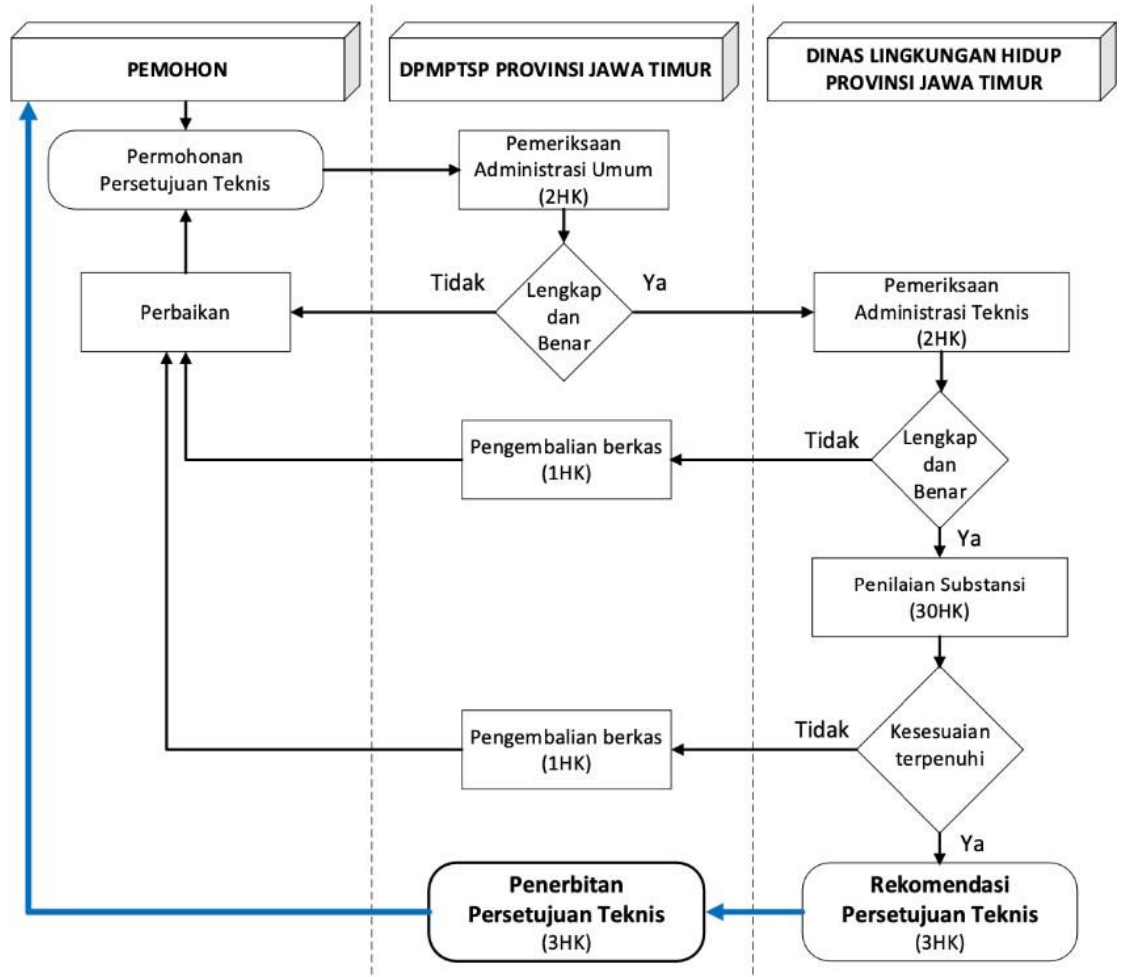 PEMOHON
DPMPTSP PROVINSI JAWA TIMUR
DINAS LINGKUNGAN HIDUP
PROVINSI JAWA TIMUR
Permohonan
Persetujuan Teknis
Pemeriksaan
Administrasi Umum
(2HK)
Perbaikan
Tidak
Lengkap
dan
Benar
Ya
Pemeriksaan
Administrasi Teknis
(2HK)
Pengembalian berkas
(1HK)
Tidak
Lengkap
dan
Benar
Ya
Penilaian Substansi
(30HK)
Pengembalian berkas
(1HK)
Tidak
Kesesuaian
terpenuhi
Ya
Penerbitan
Persetujuan Teknis
(3HK)
Rekomendasi
Persetujuan Teknis
(3HK)